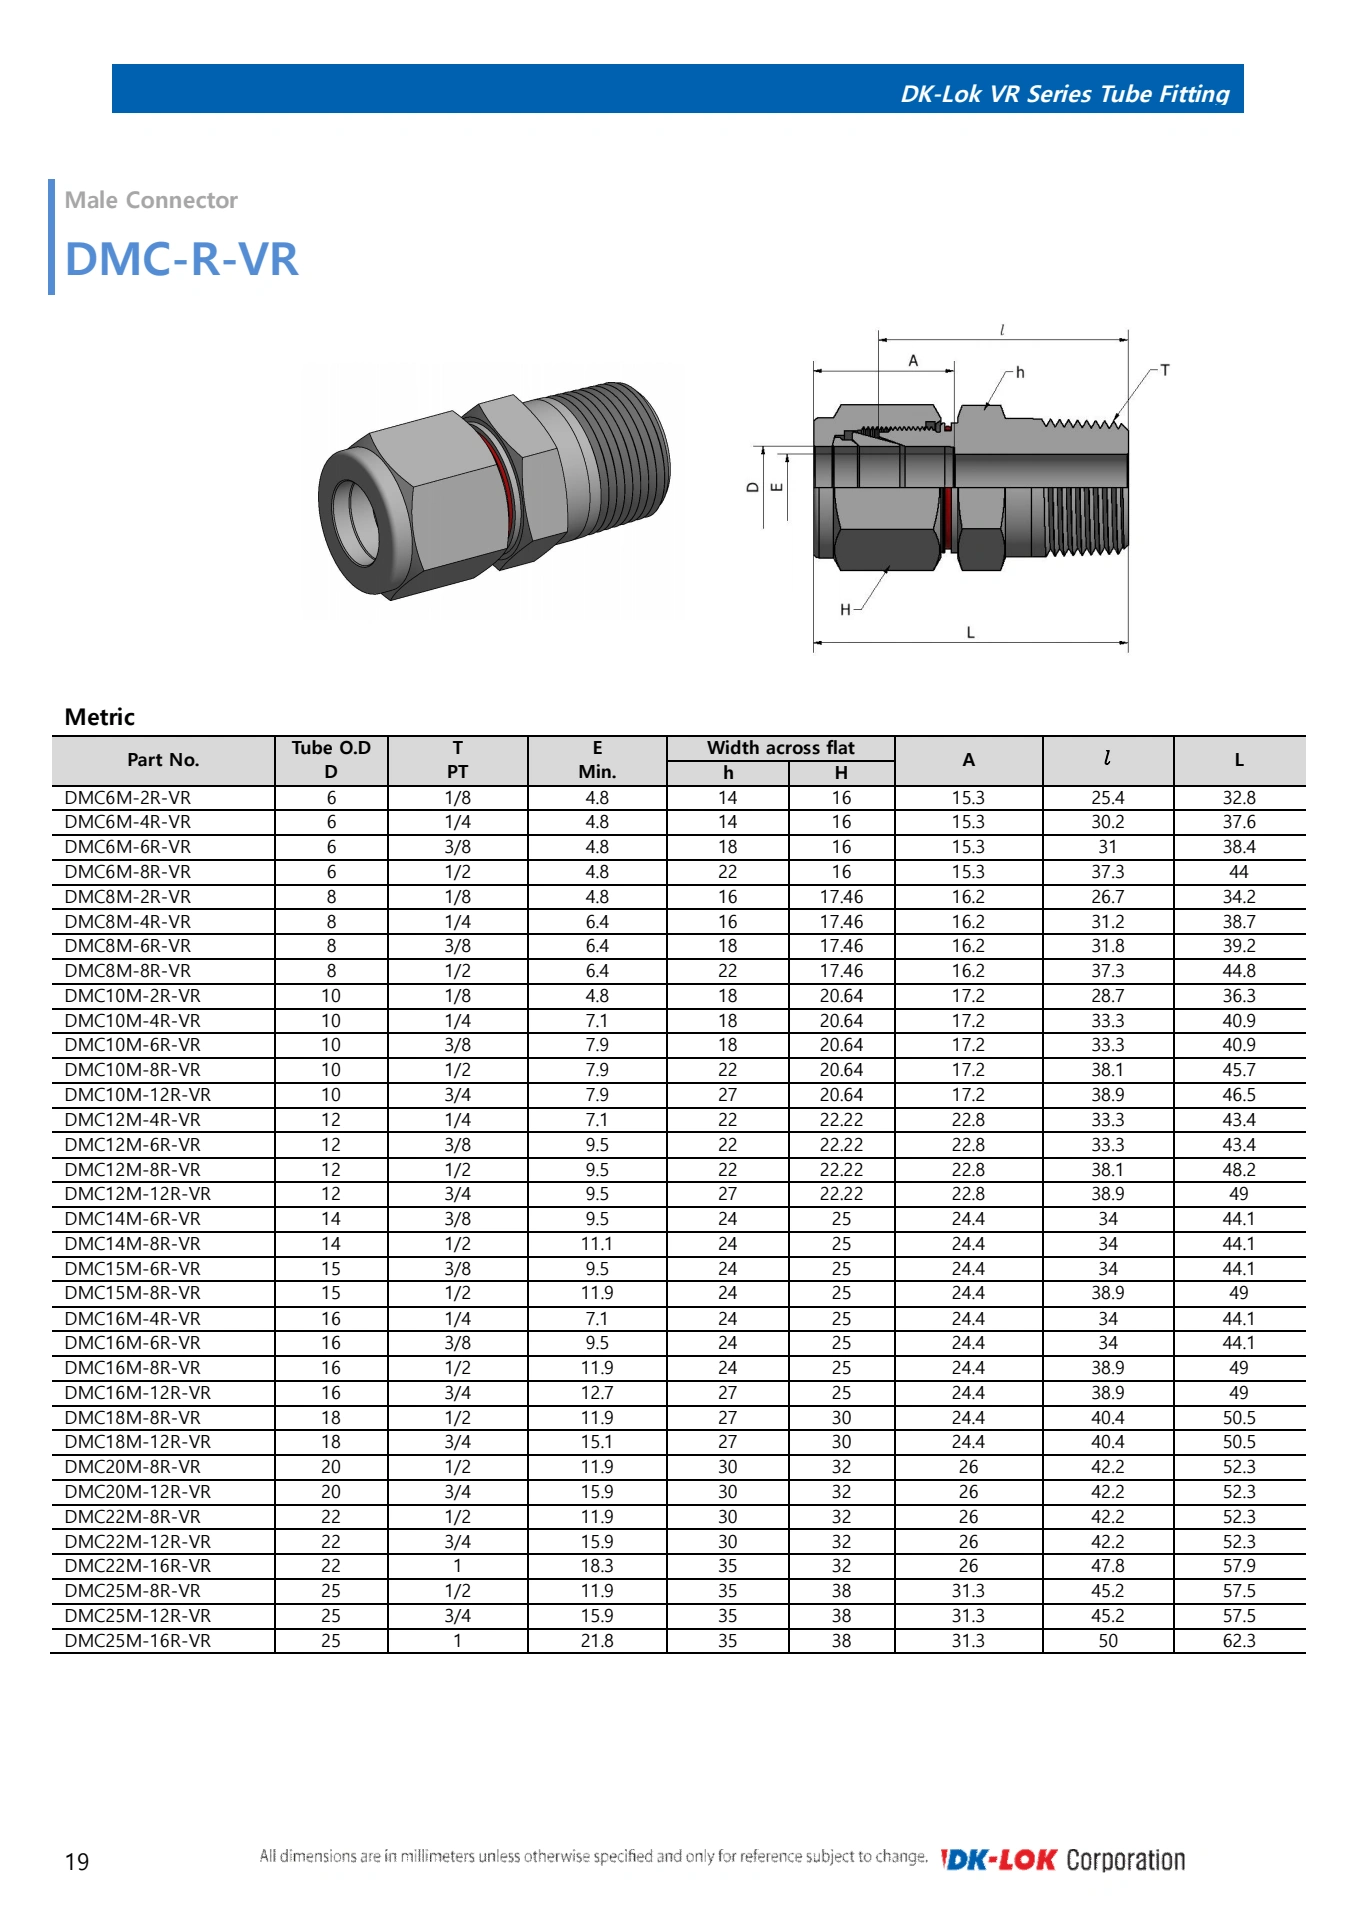 DK-Lok VR Series Tube Fitting
Male Connector
DMC-R-VR
l
A
h
T
D
E
H
L
Metric
Part No. Tube O.D D T PT E Min. Width across flat h H A l L
DMC6M-2R-VR 6 1/8 4.8 14 16 15.3 25.4 32.8
DMC6M-4R-VR 6 1/4 4.8 14 16 15.3 30.2 37.6
DMC6M-6R-VR 6 3/8 4.8 18 16 15.3 31 38.4
DMC6M-8R-VR 6 1/2 4.8 22 16 15.3 37.3 44
DMC8M-2R-VR 8 1/8 4.8 16 17.46 16.2 26.7 34.2
DMC8M-4R-VR 8 1/4 6.4 16 17.46 16.2 31.2 38.7
DMC8M-6R-VR 8 3/8 6.4 18 17.46 16.2 31.8 39.2
DMC8M-8R-VR 8 1/2 6.4 22 17.46 16.2 37.3 44.8
DMC10M-2R-VR 10 1/8 4.8 18 20.64 17.2 28.7 36.3
DMC10M-4R-VR 10 1/4 7.1 18 20.64 17.2 33.3 40.9
DMC10M-6R-VR 10 3/8 7.9 18 20.64 17.2 33.3 40.9
DMC10M-8R-VR 10 1/2 7.9 22 20.64 17.2 38.1 45.7
DMC10M-12R-VR 10 3/4 7.9 27 20.64 17.2 38.9 46.5
DMC12M-4R-VR 12 1/4 7.1 22 22.22 22.8 33.3 43.4
DMC12M-6R-VR 12 3/8 9.5 22 22.22 22.8 33.3 43.4
DMC12M-8R-VR 12 1/2 9.5 22 22.22 22.8 38.1 48.2
DMC12M-12R-VR 12 3/4 9.5 27 22.22 22.8 38.9 49
DMC14M-6R-VR 14 3/8 9.5 24 25 24.4 34 44.1
DMC14M-8R-VR 14 1/2 11.1 24 25 24.4 34 44.1
DMC15M-6R-VR 15 3/8 9.5 24 25 24.4 34 44.1
DMC15M-8R-VR 15 1/2 11.9 24 25 24.4 38.9 49
DMC16M-4R-VR 16 1/4 7.1 24 25 24.4 34 44.1
DMC16M-6R-VR 16 3/8 9.5 24 25 24.4 34 44.1
DMC16M-8R-VR 16 1/2 11.9 24 25 24.4 38.9 49
DMC16M-12R-VR 16 3/4 12.7 27 25 24.4 38.9 49
DMC18M-8R-VR 18 1/2 11.9 27 30 24.4 40.4 50.5
DMC18M-12R-VR 18 3/4 15.1 27 30 24.4 40.4 50.5
DMC20M-8R-VR 20 1/2 11.9 30 32 26 42.2 52.3
DMC20M-12R-VR 20 3/4 15.9 30 32 26 42.2 52.3
DMC22M-8R-VR 22 1/2 11.9 30 32 26 42.2 52.3
DMC22M-12R-VR 22 3/4 15.9 30 32 26 42.2 52.3
DMC22M-16R-VR 22 1 18.3 35 32 26 47.8 57.9
DMC25M-8R-VR 25 1/2 11.9 35 38 31.3 45.2 57.5
DMC25M-12R-VR 25 3/4 15.9 35 38 31.3 45.2 57.5
DMC25M-16R-VR 25 1 21.8 35 38 31.3 50 62.3
19 All dimensions are in millimeters unless otherwise specified and only for reference subject to change. DK-LOK Corporation